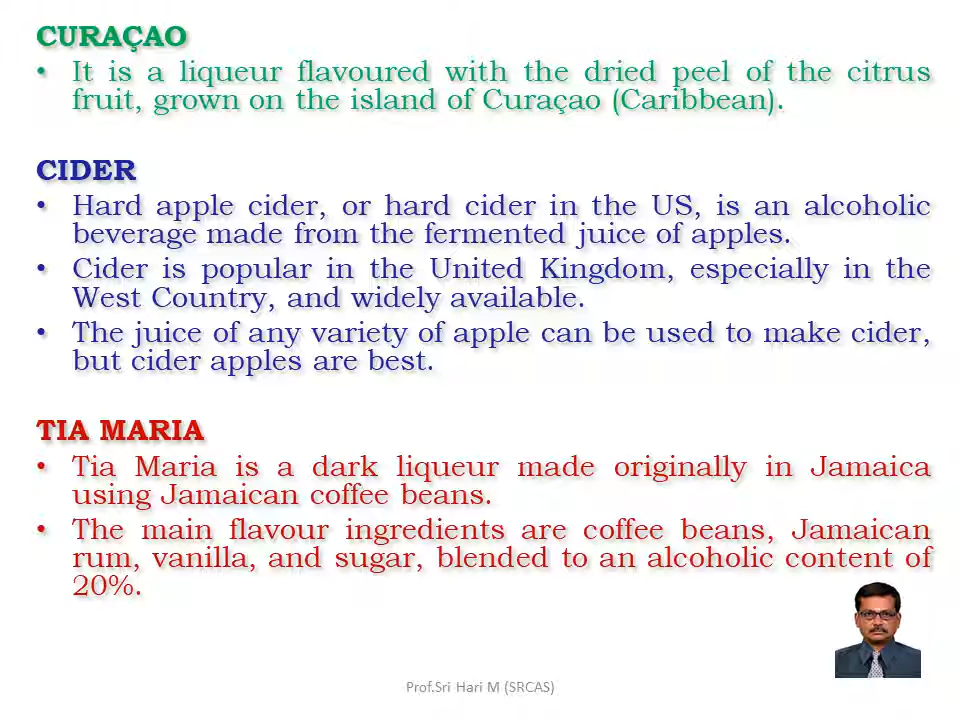 CURAÇAO
• It is a liqueur flavoured with the dried peel of the citrus
fruit, grown on the island of Curaçao (Caribbean).
CIDER
• Hard apple cider, or hard cider in the US, is an alcoholic
beverage made from the fermented juice of apples.
• Cider is popular in the United Kingdom, especially in the
West Country, and widely available.
• The juice of any variety of apple can be used to make cider,
but cider apples are best.
TIA MARIA
• Tia Maria is a dark liqueur made originally in Jamaica
using Jamaican coffee beans.
• The main flavour ingredients are coffee beans, Jamaican
rum, vanilla, and sugar, blended to an alcoholic content of
20%.
Prof.Sri Hari M (SRCAS)